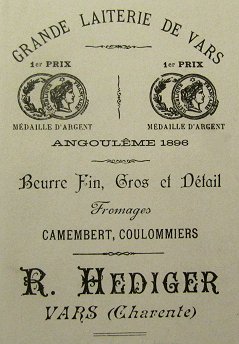 GRANDE LAITERIE DE VARS
1er PRIX 1er PRIX
MÉDAILLE D'ARGENT MÉDAILLE D'ARGENT
ANGOULÊME 1896
Beurre Fin, Gros et Détail
Fromages
CAMEMBERT, COULOMMIERS
R. HEDIGER
VARS (Charente)